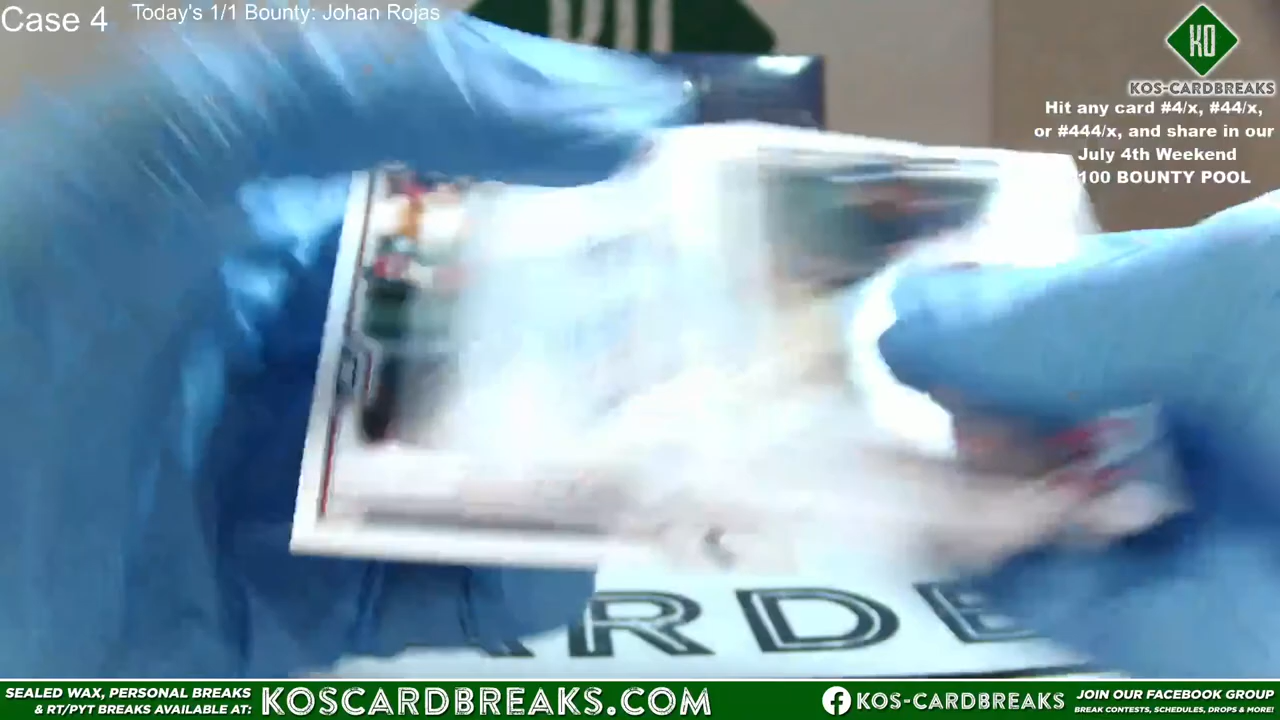 Case 4
Today's 1/1 Bounty: Johan Rojas
KO
KOS-CARDBREAKS
Hit any card #4/x, #44/x,
or #444/x, and share in our
July 4th Weekend
100 BOUNTY POOL
ARDB
SEALED WAX, PERSONAL BREAKS
& RT/PYT BREAKS AVAILABLE AT:
KOSCARDBREAKS.COM
KOS-CARDBREAKS
JOIN OUR FACEBOOK GROUP
BREAK CONTESTS, SCHEDULES, DROPS & MORE!